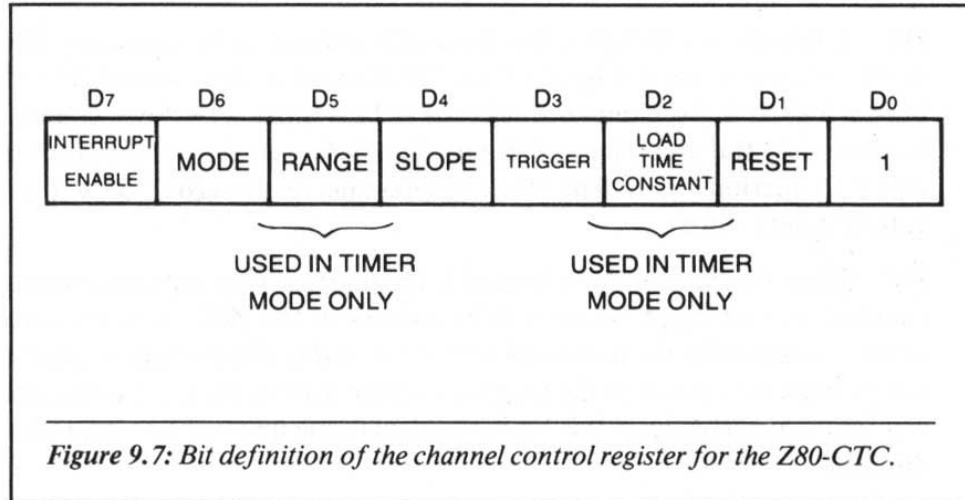 D7 D6 D5 D4 D3 D2 D1 D0
INTERRUPT ENABLE
MODE
RANGE
SLOPE
TRIGGER
LOAD TIME CONSTANT
RESET
1
USED IN TIMER
MODE ONLY
USED IN TIMER
MODE ONLY
Figure 9.7: Bit definition of the channel control register for the Z80-CTC.